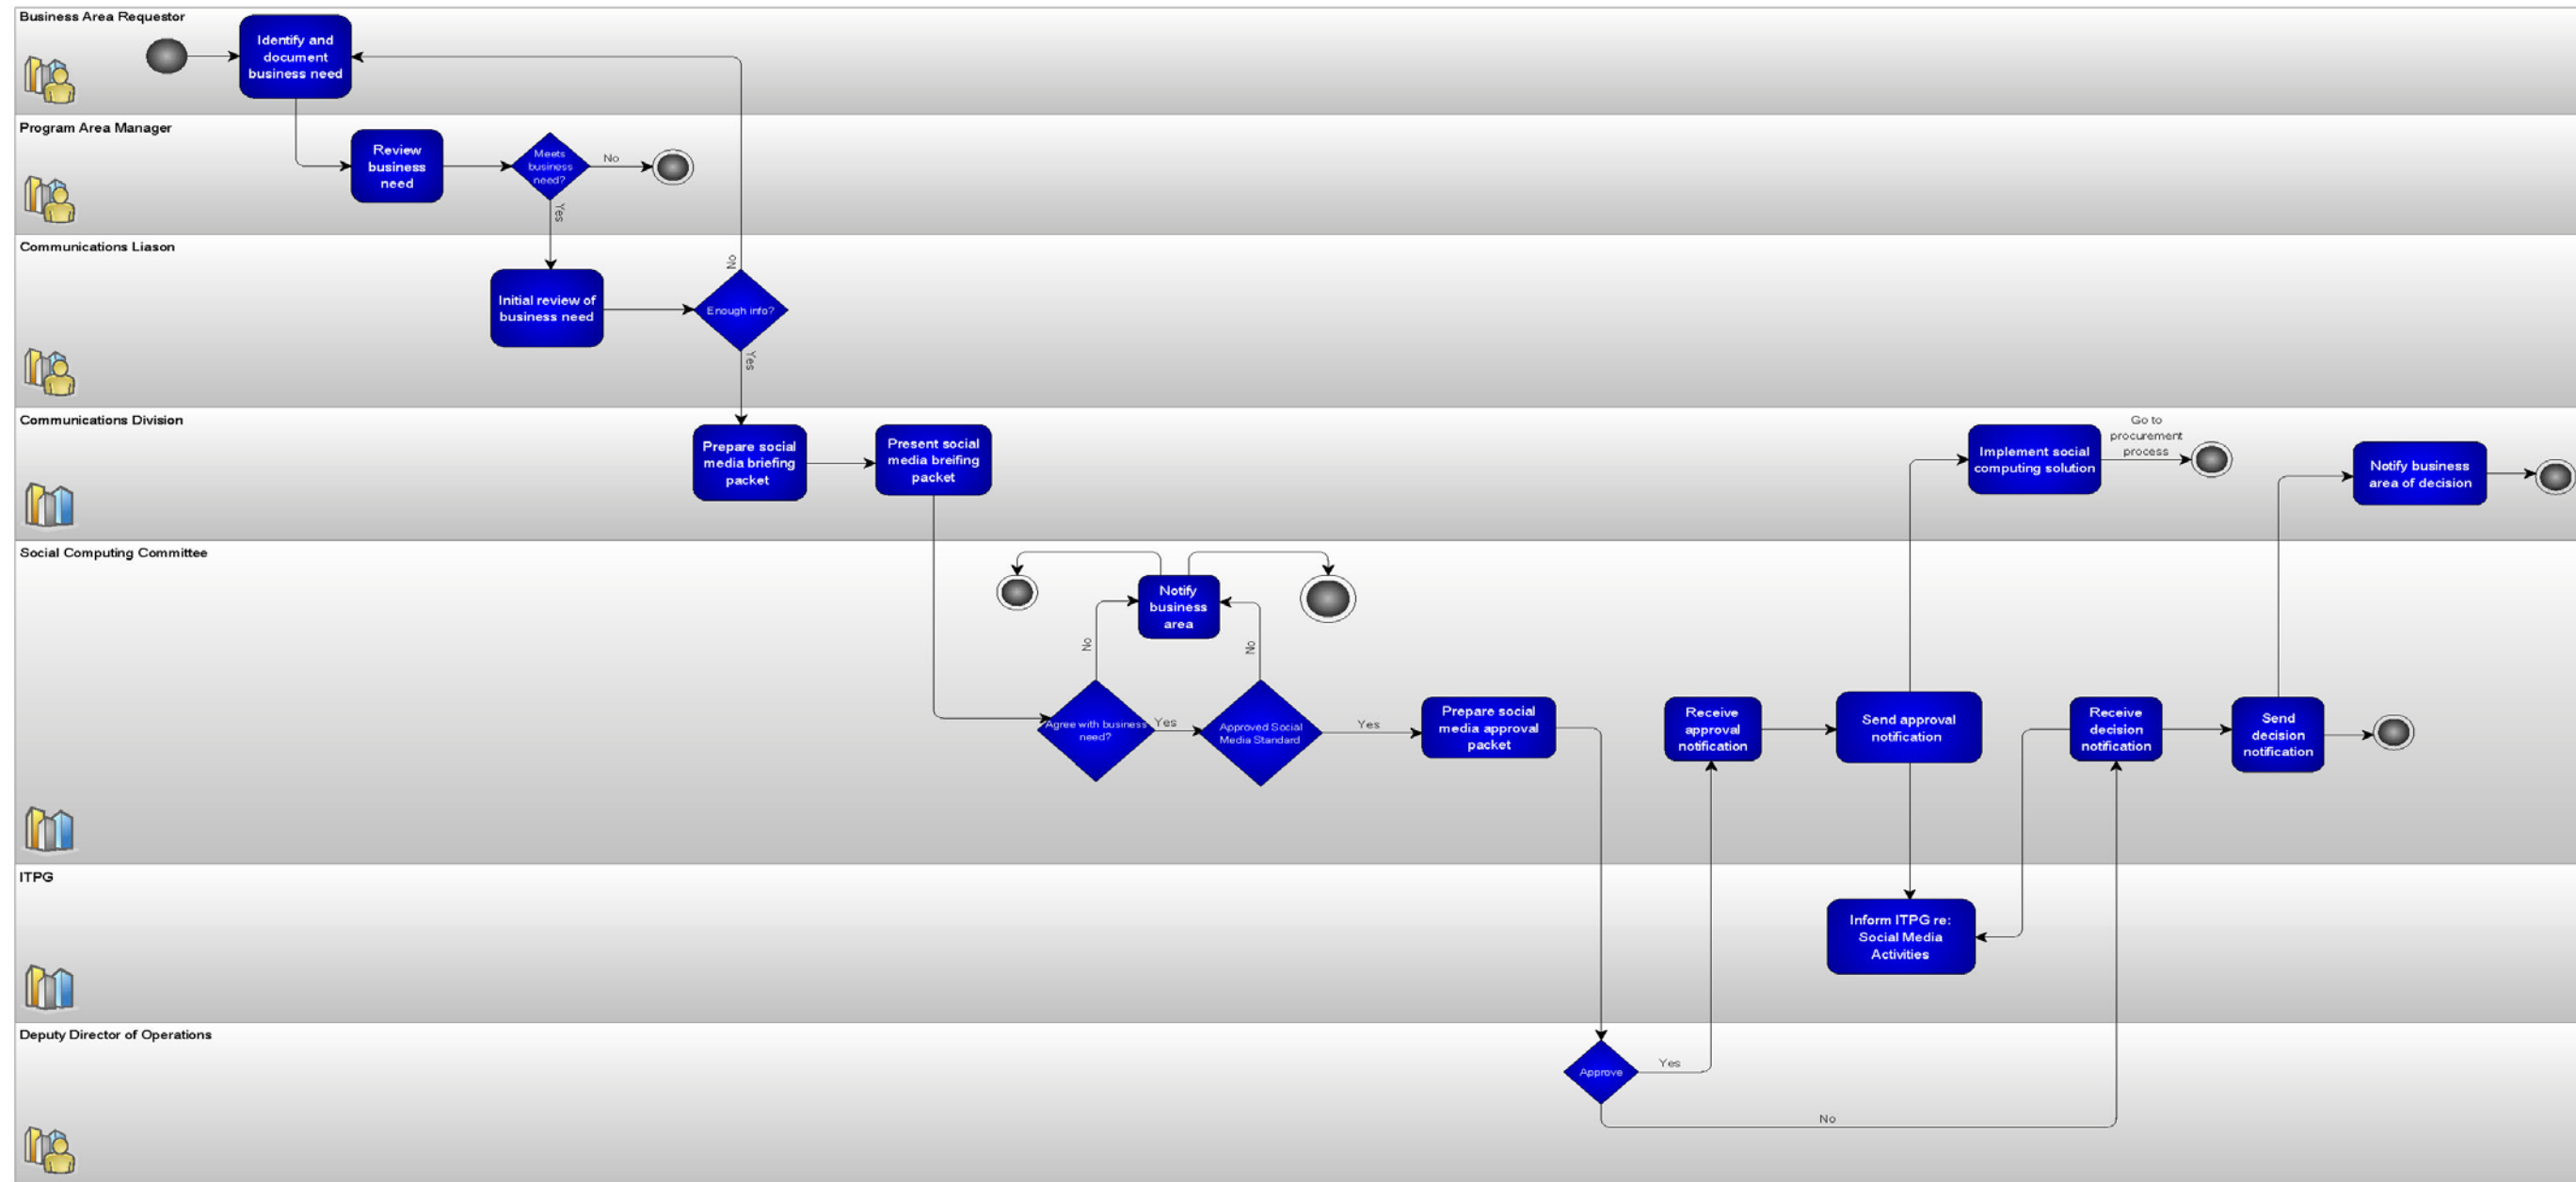 Business Area Requestor
Identify and
document
business need
Program Area Manager
Review
business
need
Meets
business
need?
No
Yes
Communications Liason
Initial review of
business need
Enough info?
No
Yes
Communications Division
Prepare social
media briefing
packet
Present social
media breifing
packet
Implement social
computing solution
Go to
procurement
process
Notify business
area of decision
Social Computing Committee
Notify
business
area
No
No
Agree with business
need?
Yes
Approved Social
Media Standard
Yes
Prepare social
media approval
packet
Receive
approval
notification
Send approval
notification
Receive
decision
notification
Send
decision
notification
ITPG
Inform ITPG re:
Social Media
Activities
Deputy Director of Operations
Approve
Yes
No